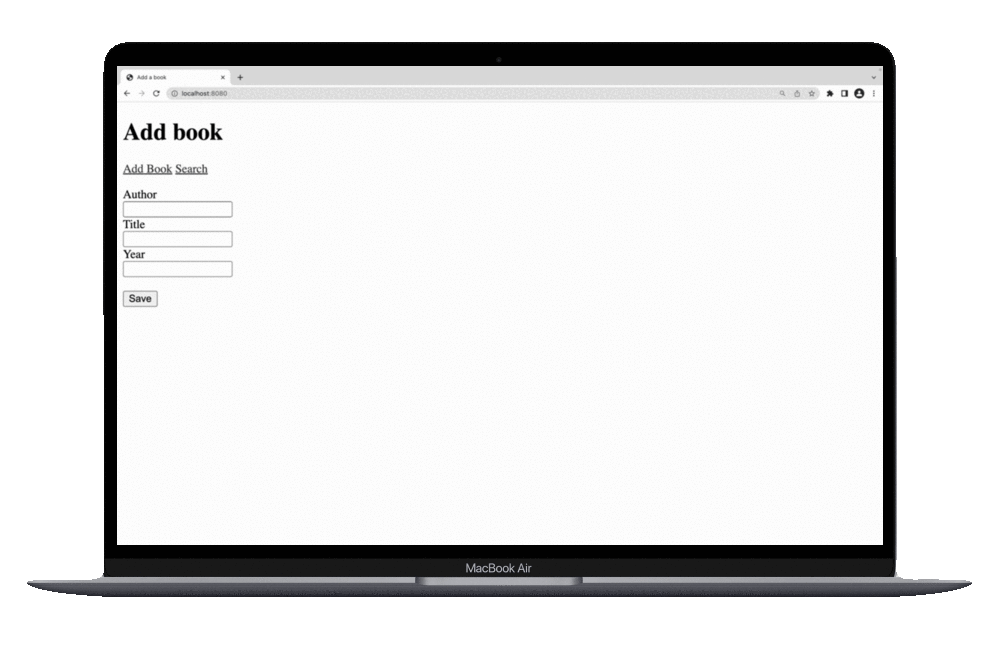 Add a book
localhost:8080
Add book
Add Book Search
Author
Title
Year
Save
MacBook Air